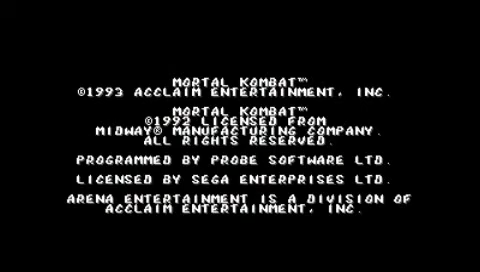 MORTAL KOMBAT™
©1993 ACCLAIM ENTERTAINMENT, INC.
MORTAL KOMBAT™
©1992 LICENSED FROM
MIDWAY® MANUFACTURING COMPANY.
ALL RIGHTS RESERVED.
PROGRAMMED BY PROBE SOFTWARE LTD.
LICENSED BY SEGA ENTERPRISES LTD.
ARENA ENTERTAINMENT IS A DIVISION OF
ACCLAIM ENTERTAINMENT, INC.